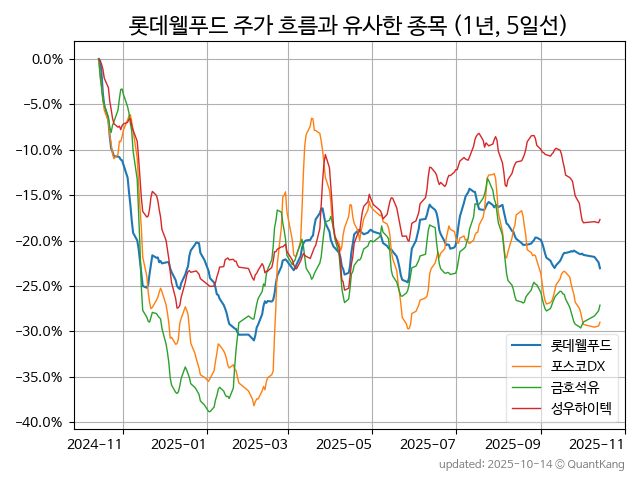 롯데웰푸드 주가 흐름과 유사한 종목 (1년, 5일선)
0.0%
−5.0%
−10.0%
−15.0%
−20.0%
−25.0%
−30.0%
−35.0%
−40.0%
롯데웰푸드
포스코DX
금호석유
성우하이텍
2024−11 2025−01 2025−03 2025−05 2025−07 2025−09 2025−11
updated: 2025-10-14 © QuantKang